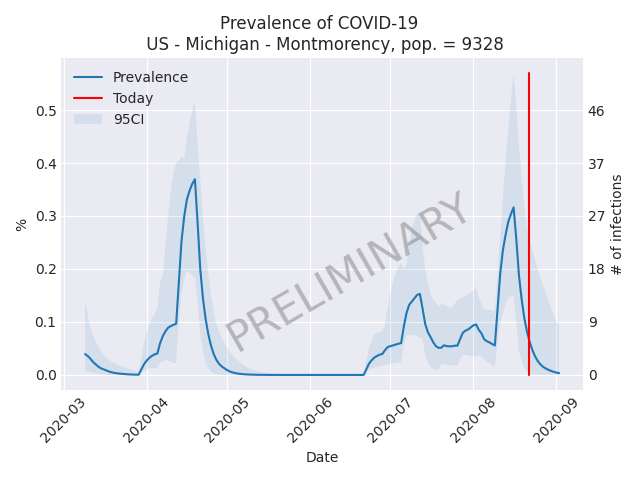 Prevalence of COVID-19
US - Michigan - Montmorency, pop. = 9328
Prevalence
Today
95CI
0.5
0.4
0.3
0.2
0.1
0.0
%
46
37
27
18
9
0
# of infections
PRELIMINARY
2020-03
2020-04
2020-05
2020-06
2020-07
2020-08
2020-09
Date